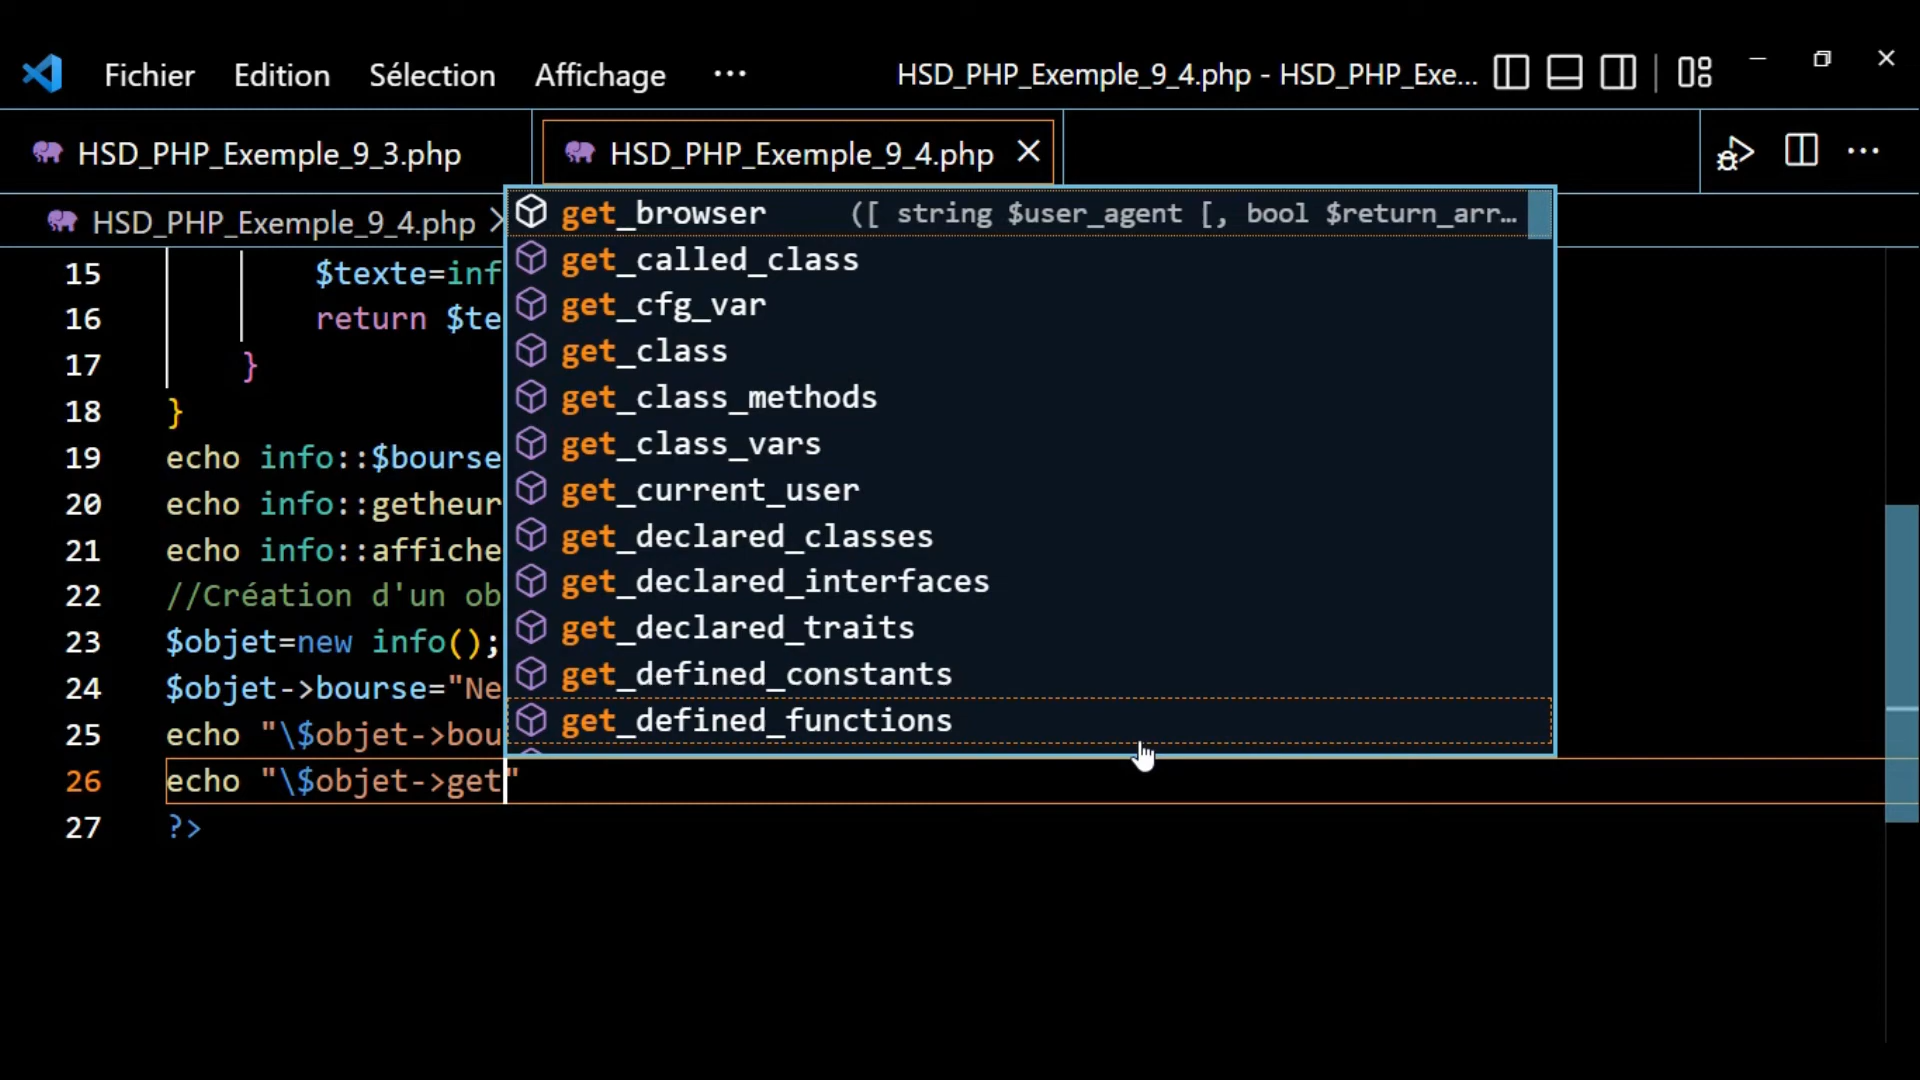 Fichier Edition Sélection Affichage ··· HSD_PHP_Exemple_9_4.php - HSD_PHP_Exe...
HSD_PHP_Exemple_9_3.php HSD_PHP_Exemple_9_4.php
HSD_PHP_Exemple_9_4.php
get_browser ([ string $user_agent [, bool $return_arr...
get_called_class
get_cfg_var
get_class
get_class_methods
get_class_vars
get_current_user
get_declared_classes
get_declared_interfaces
get_declared_traits
get_defined_constants
get_defined_functions
15 $texte=inf
16 return $te
17 }
18 }
19 echo info::$bourse
20 echo info::getheur
21 echo info::affiche
22 //Création d'un ob
23 $objet=new info();
24 $objet->bourse="Ne
25 echo "\$objet->bou
26 echo "\$objet->get"
27 ?>